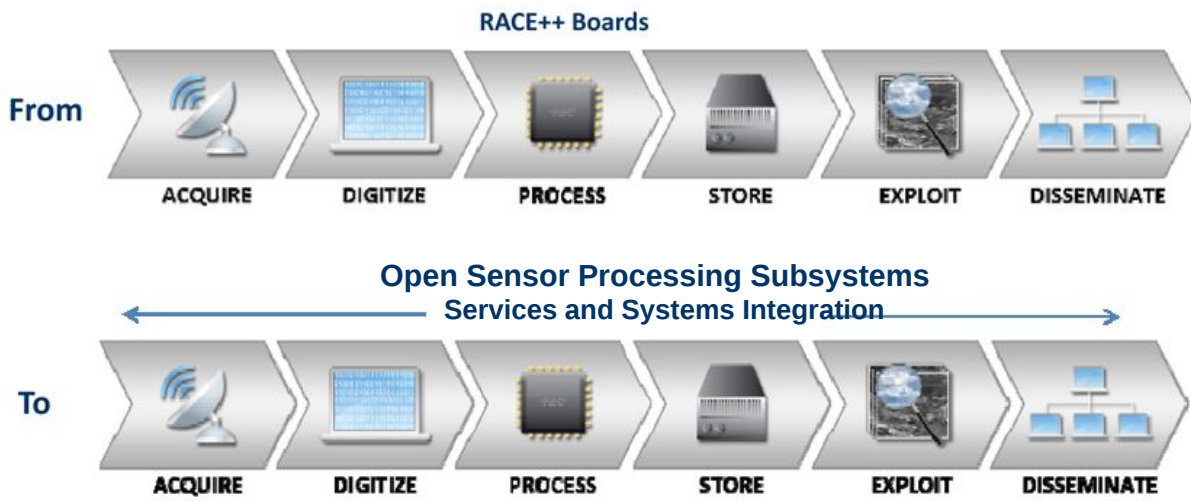 RACE++ Boards
From
ACQUIRE DIGITIZE PROCESS STORE EXPLOIT DISSEMINATE
Open Sensor Processing Subsystems
Services and Systems Integration
To
ACQUIRE DIGITIZE PROCESS STORE EXPLOIT DISSEMINATE